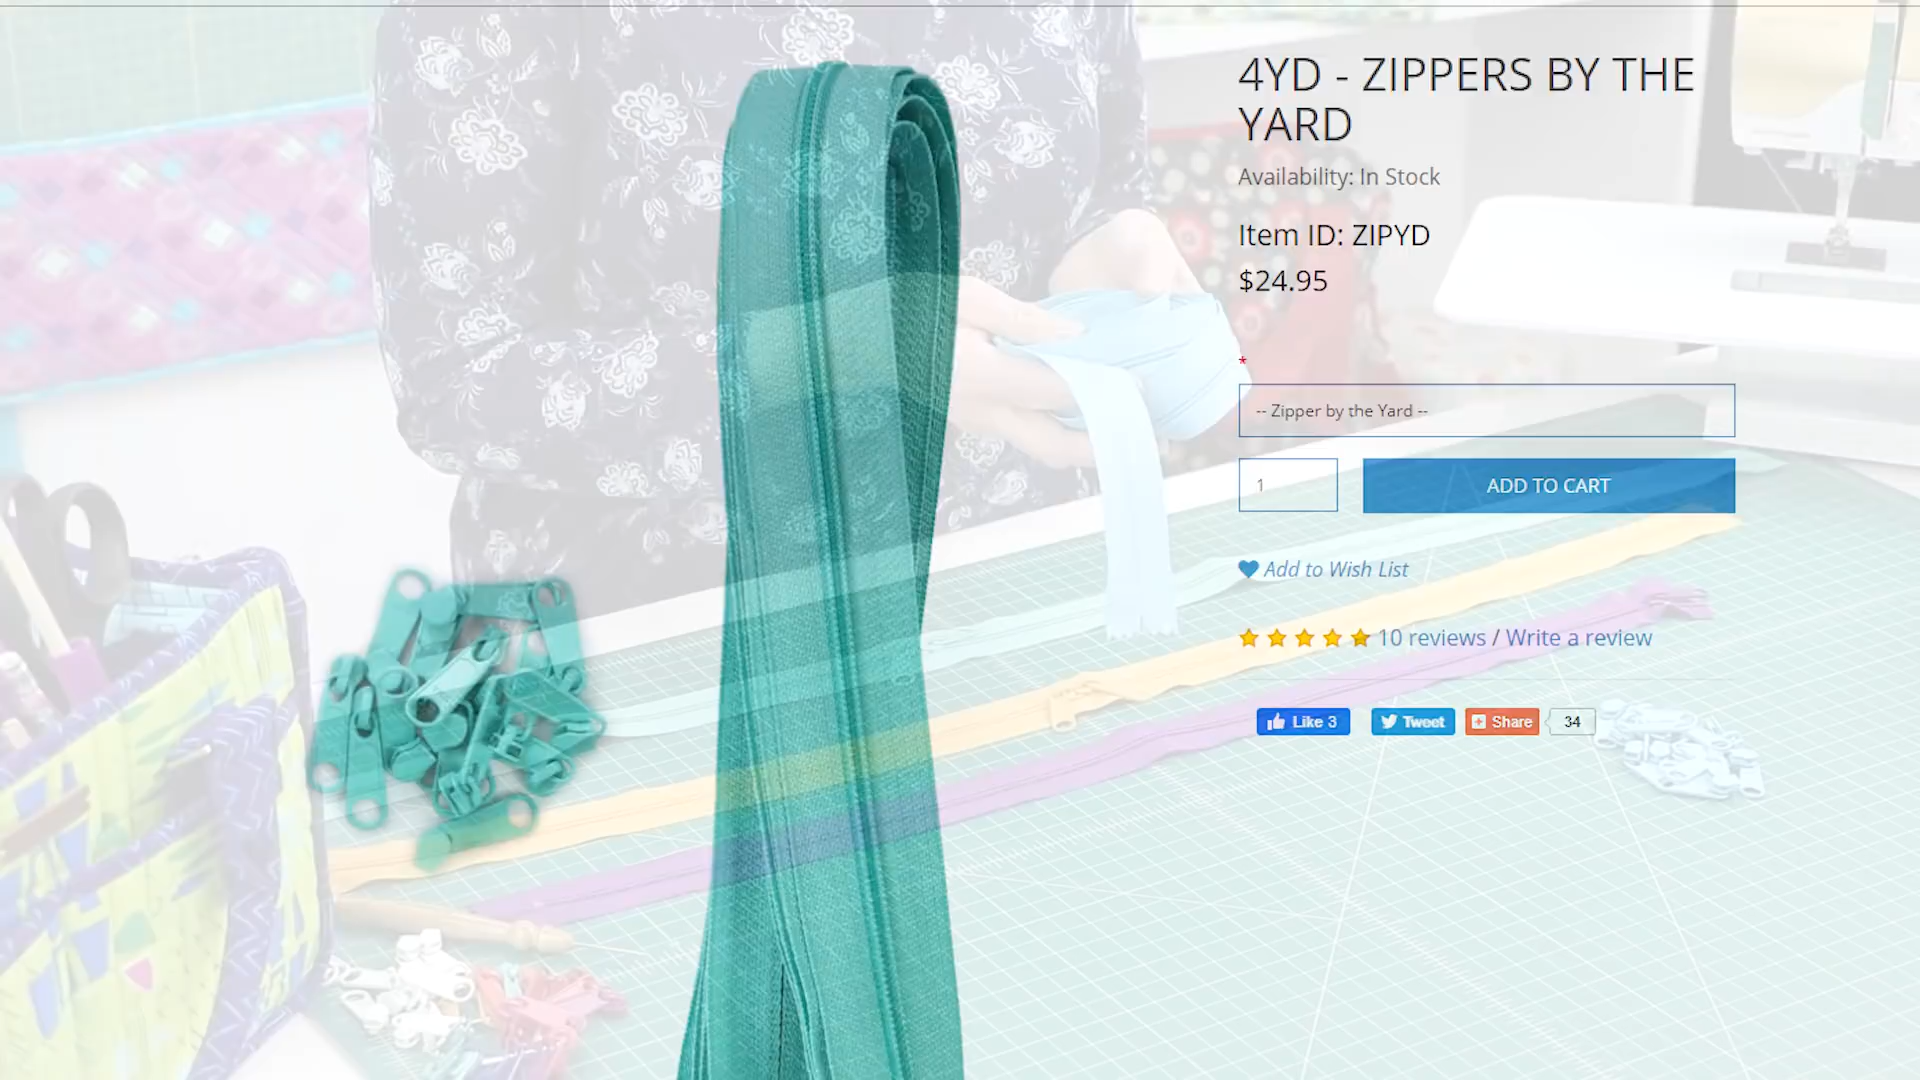 4YD - ZIPPERS BY THE
YARD
Availability: In Stock
Item ID: ZIPYD
$24.95
*
-- Zipper by the Yard --
1
ADD TO CART
Add to Wish List
10 reviews / Write a review
Like 3
Tweet
Share
34